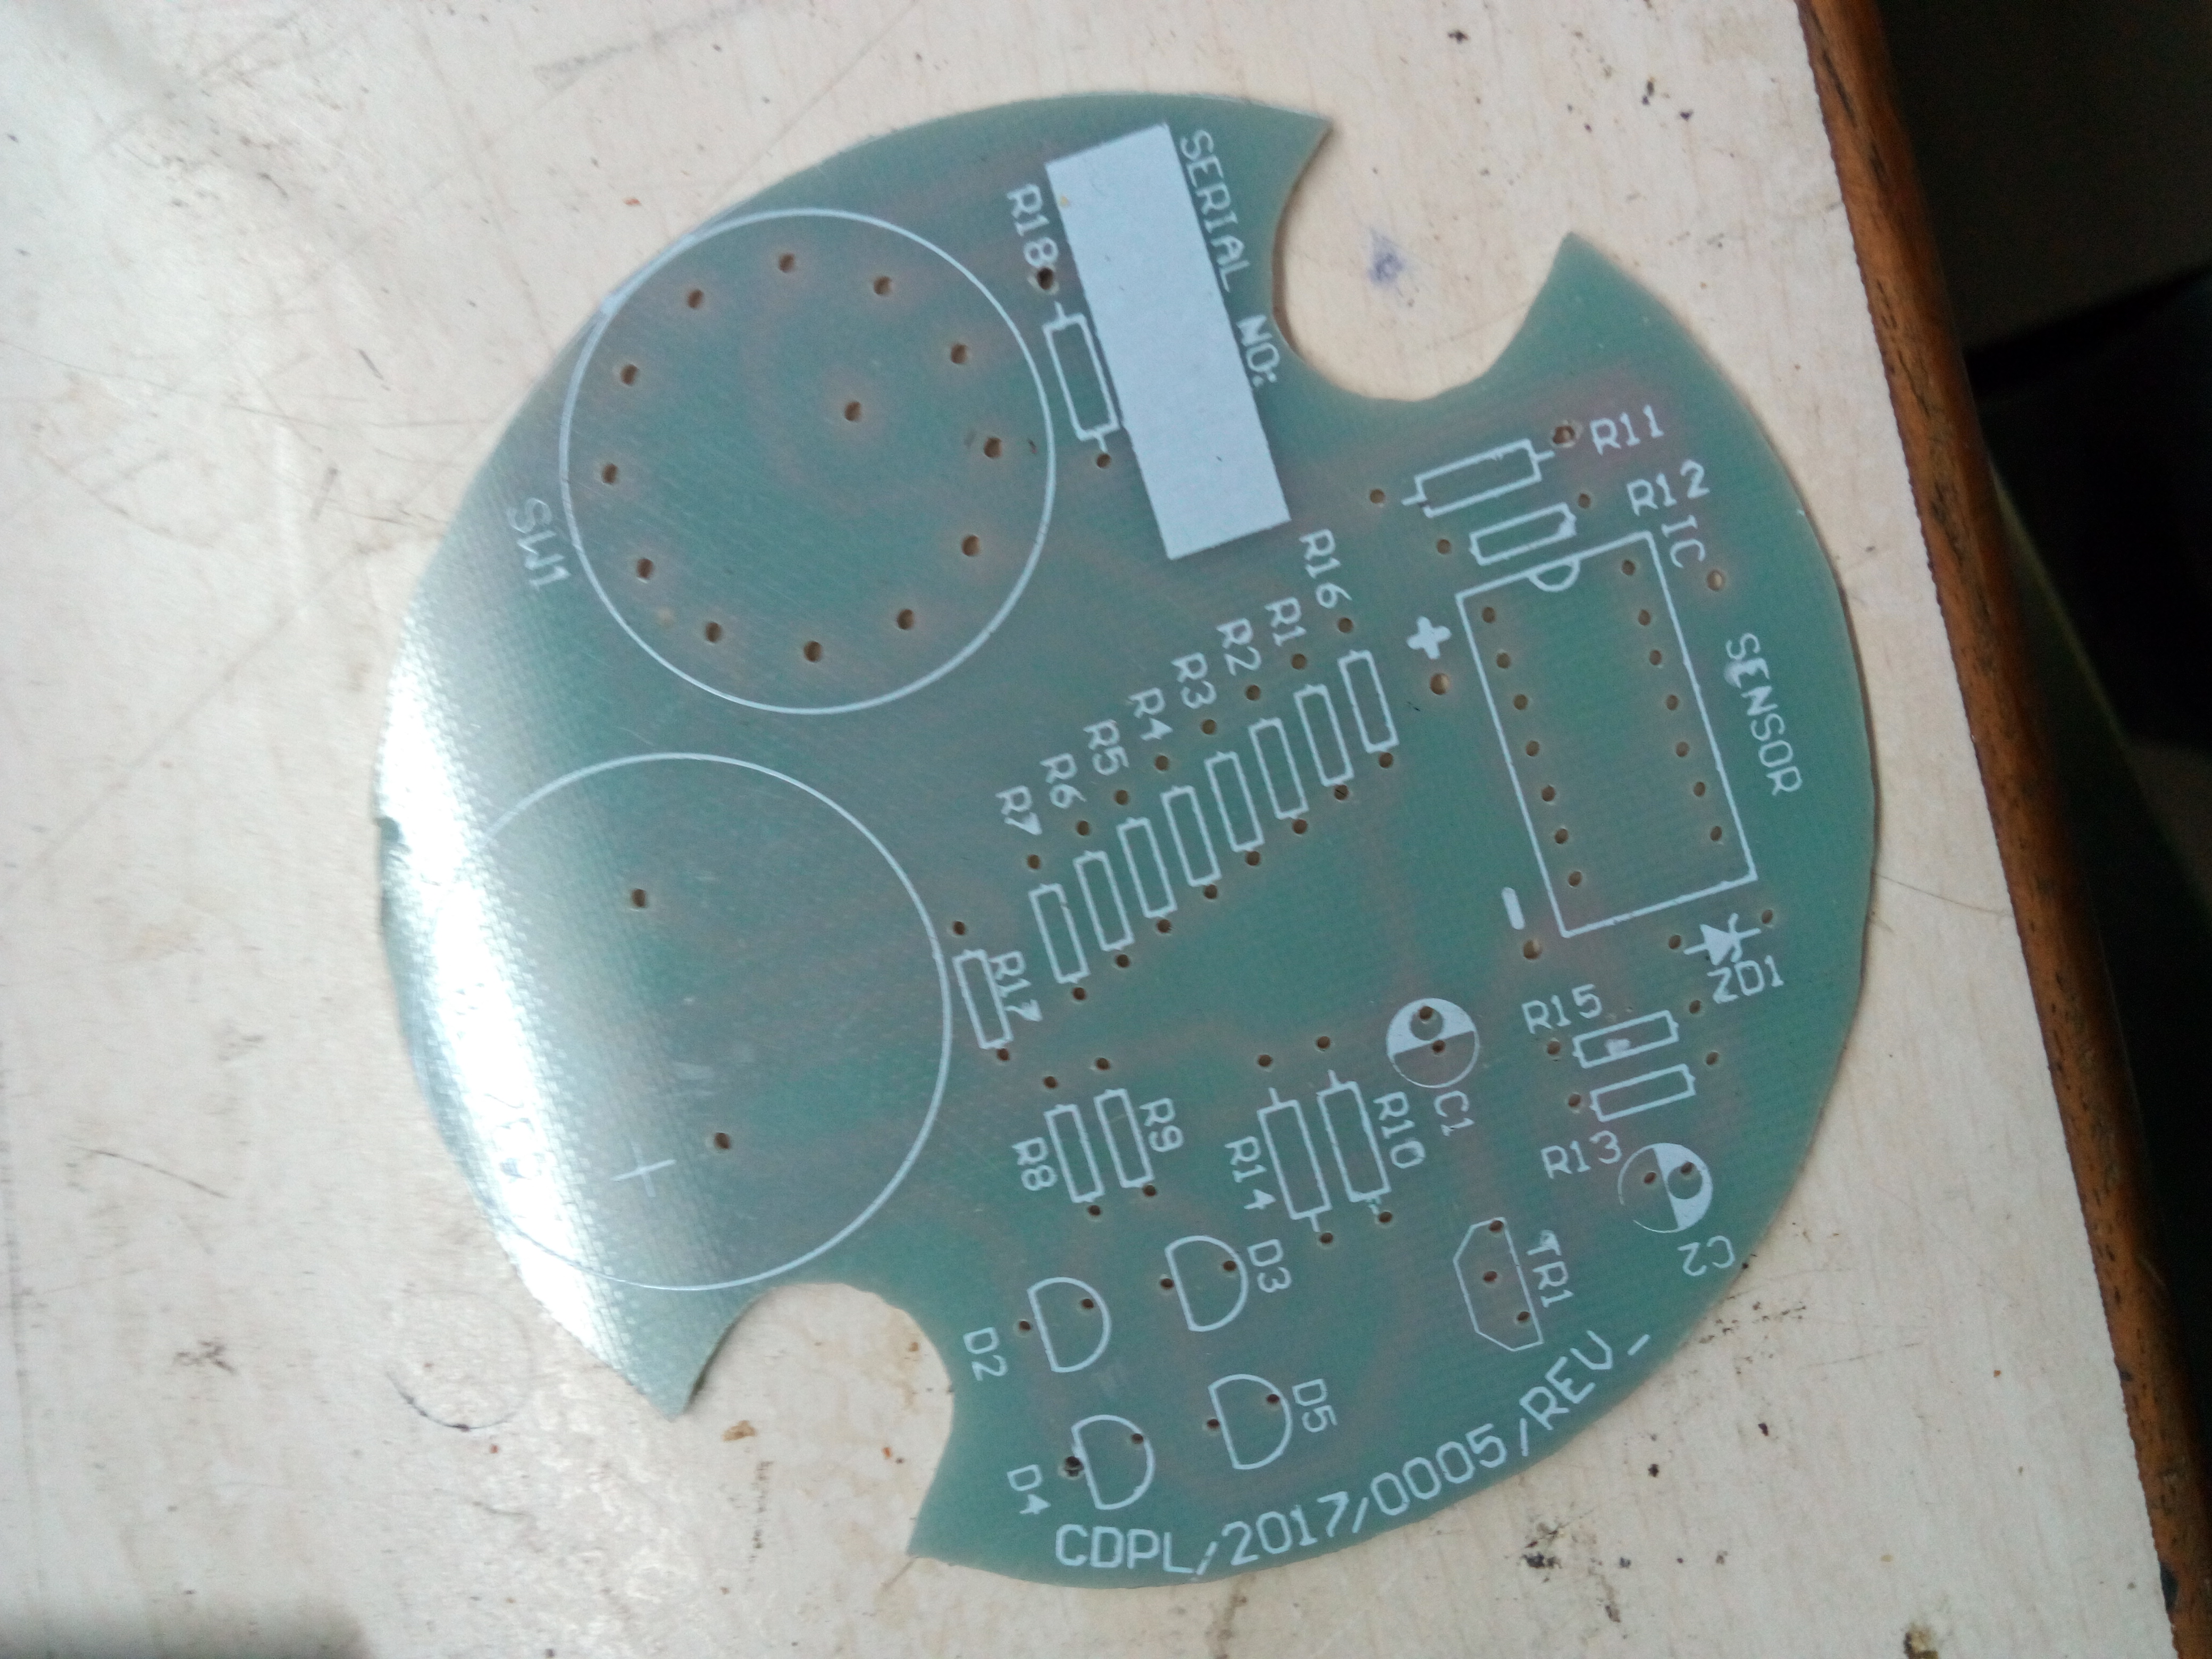 SERIAL NO:
R18
SW1
R11
R12
IC
SENSOR
R16
R1
R2
R3
R4
R5
R6
R7
+
-
R17
ZD1
R15
R13
C1
C2
R9
R8
R10
R14
TR1
D3
D2
D5
D4
+
CDPL/2017/0005/REV_